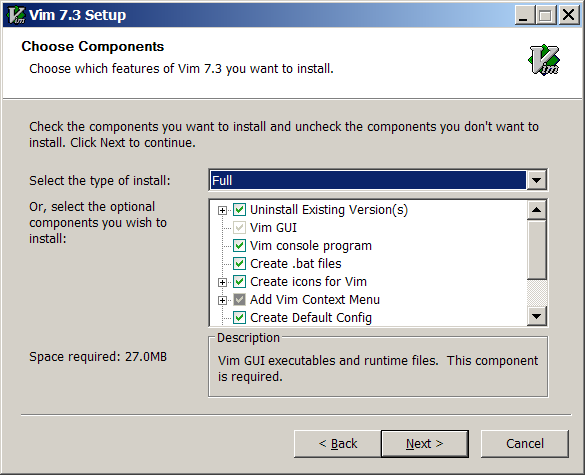 Vim 7.3 Setup
Choose Components
Choose which features of Vim 7.3 you want to install.
Vim
Check the components you want to install and uncheck the components you don't want to
install. Click Next to continue.
Select the type of install:
Full
Or, select the optional
components you wish to
install:
Uninstall Existing Version(s)
Vim GUI
Vim console program
Create .bat files
Create icons for Vim
Add Vim Context Menu
Create Default Config
Space required: 27.0MB
Description
Vim GUI executables and runtime files.  This component
is required.
< Back
Next >
Cancel